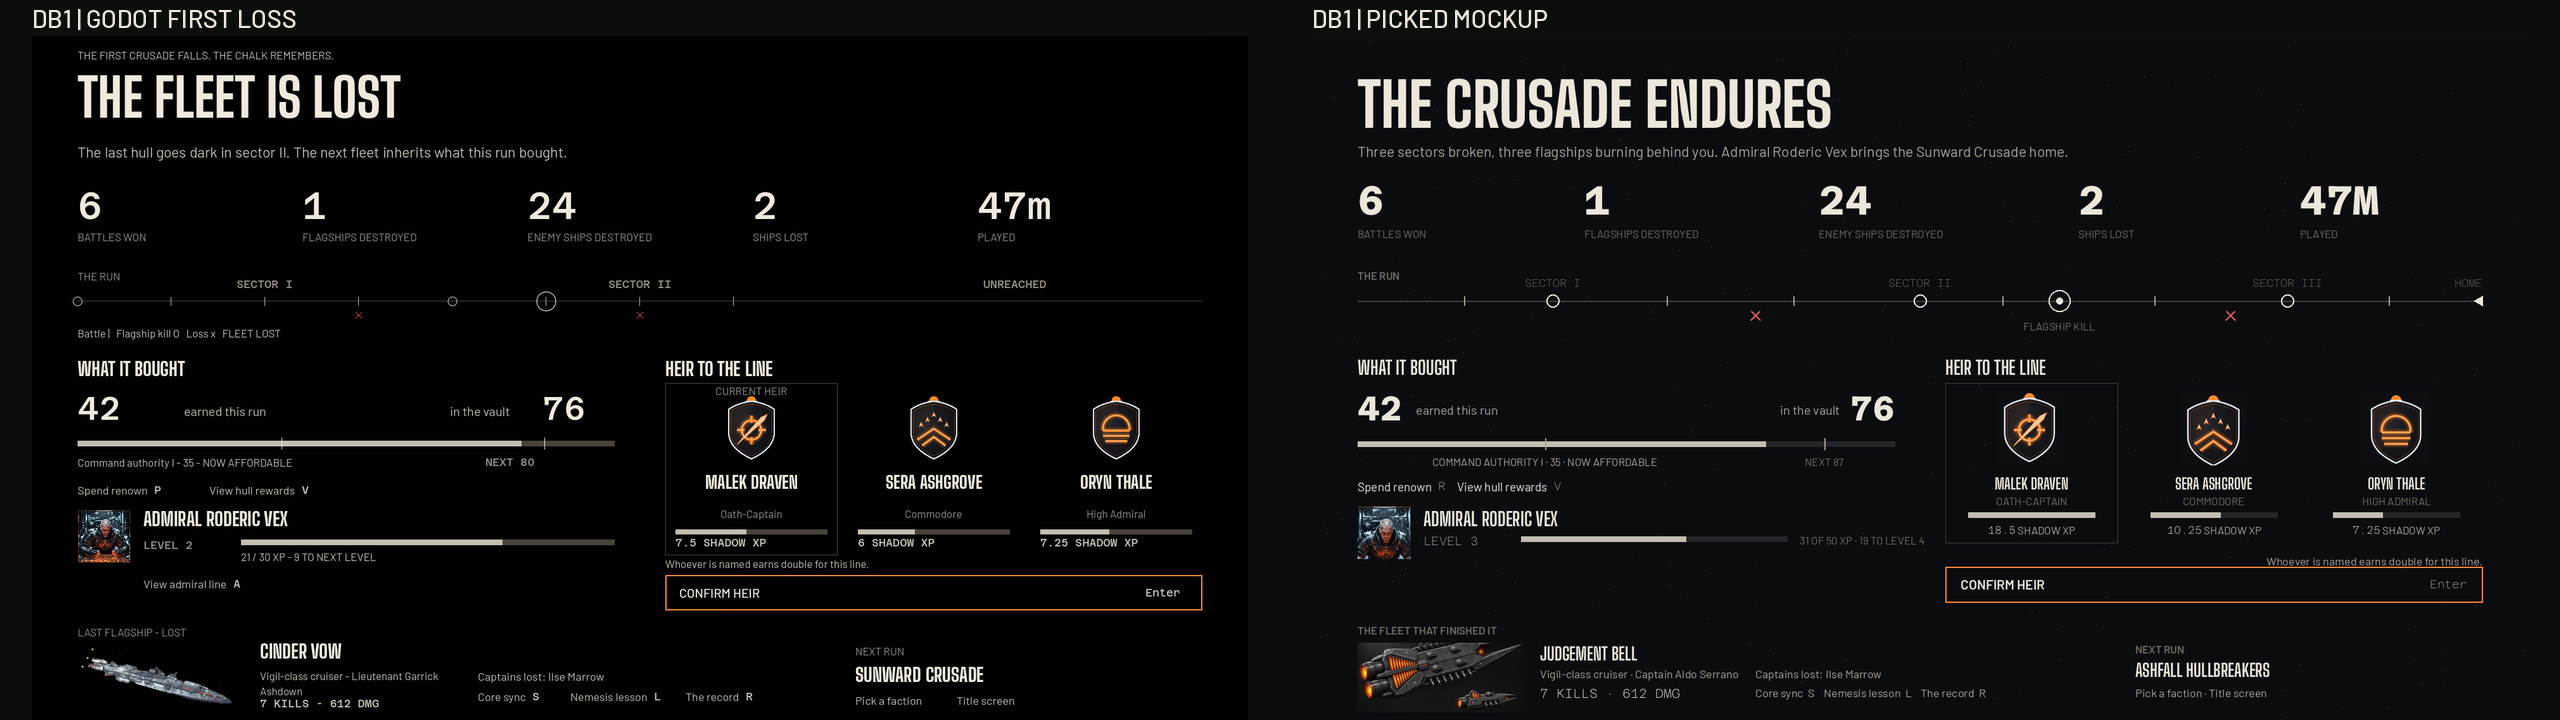 DB1 | GODOT FIRST LOSS
THE FIRST CRUSADE FALLS. THE CHALK REMEMBERS.
THE FLEET IS LOST
The last hull goes dark in sector II. The next fleet inherits what this run bought.
6 1 24 2 47m
BATTLES WON FLAGSHIPS DESTROYED ENEMY SHIPS DESTROYED SHIPS LOST PLAYED
THE RUN
SECTOR I SECTOR II UNREACHED
Battle | Flagship kill O Loss x FLEET LOST
WHAT IT BOUGHT
42 earned this run in the vault 76
Command authority I - 35 - NOW AFFORDABLE NEXT 80
Spend renown P View hull rewards V
ADMIRAL RODERIC VEX
LEVEL 2
21 / 30 XP - 9 TO NEXT LEVEL
View admiral line A
HEIR TO THE LINE
CURRENT HEIR
MALEK DRAVEN SERA ASHGROVE ORYN THALE
Oath-Captain Commodore High Admiral
7.5 SHADOW XP 6 SHADOW XP 7.25 SHADOW XP
Whoever is named earns double for this line.
CONFIRM HEIR Enter
LAST FLAGSHIP - LOST
CINDER VOW
Vigil-class cruiser - Lieutenant Garrick
Ashdown
7 KILLS - 612 DMG
Captains lost: Ilse Marrow
Core sync S Nemesis lesson L The record R
NEXT RUN
SUNWARD CRUSADE
Pick a faction Title screen
DB1 | PICKED MOCKUP
THE CRUSADE ENDURES
Three sectors broken, three flagships burning behind you. Admiral Roderic Vex brings the Sunward Crusade home.
6 1 24 2 47M
BATTLES WON FLAGSHIPS DESTROYED ENEMY SHIPS DESTROYED SHIPS LOST PLAYED
THE RUN
SECTOR I SECTOR II SECTOR III HOME
FLAGSHIP KILL
WHAT IT BOUGHT
42 earned this run in the vault 76
COMMAND AUTHORITY I · 35 · NOW AFFORDABLE NEXT 87
Spend renown R View hull rewards V
ADMIRAL RODERIC VEX
LEVEL 3 31 OF 50 XP · 19 TO LEVEL 4
HEIR TO THE LINE
MALEK DRAVEN SERA ASHGROVE ORYN THALE
OATH-CAPTAIN COMMODORE HIGH ADMIRAL
18.5 SHADOW XP 10.25 SHADOW XP 7.25 SHADOW XP
Whoever is named earns double for this line.
CONFIRM HEIR Enter
THE FLEET THAT FINISHED IT
JUDGEMENT BELL
Vigil-class cruiser · Captain Aldo Serrano
7 KILLS · 612 DMG
Captains lost: Ilse Marrow
Core sync S Nemesis lesson L The record R
NEXT RUN
ASHFALL HULLBREAKERS
Pick a faction · Title screen